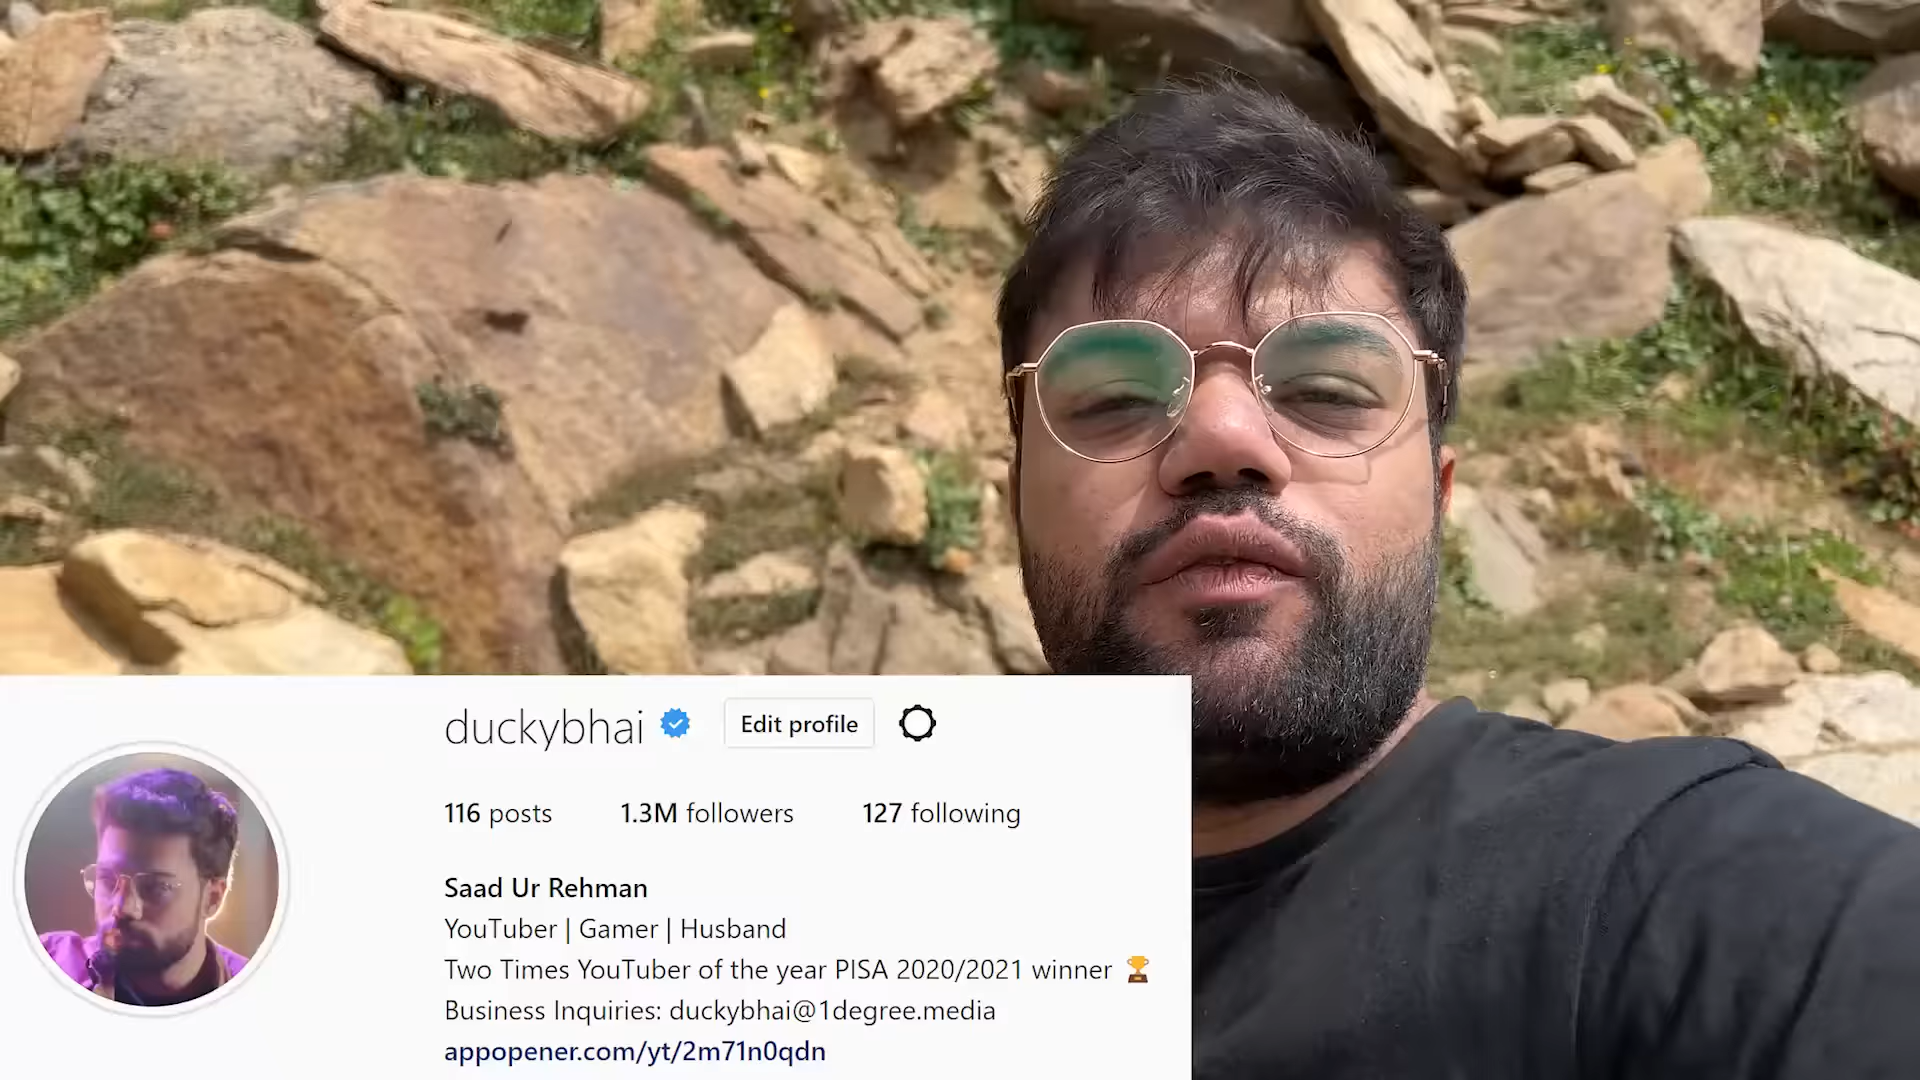 duckybhai Edit profile
116 posts 1.3M followers 127 following
Saad Ur Rehman
YouTuber | Gamer | Husband
Two Times YouTuber of the year PISA 2020/2021 winner 🏆
Business Inquiries: duckybhai@1degree.media
appopener.com/yt/2m71n0qdn